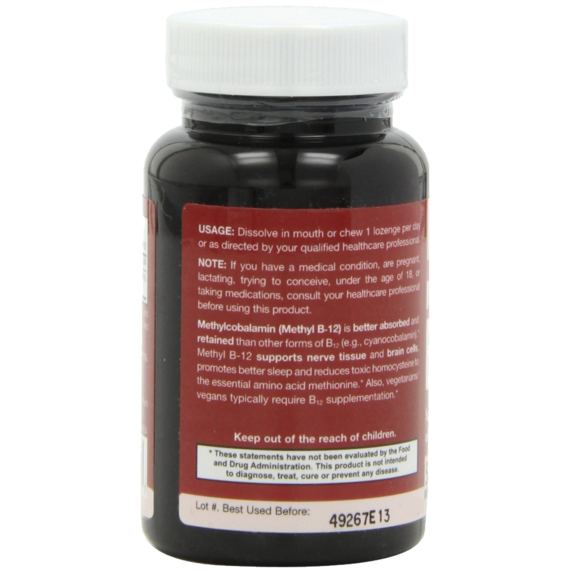 USAGE: Dissolve in mouth or chew 1 lozenge per day
or as directed by your qualified healthcare professional.
NOTE: If you have a medical condition, are pregnant,
lactating, trying to conceive, under the age of 18, or
taking medications, consult your healthcare professional
before using this product.
Methylcobalamin (Methyl B-12) is better absorbed and
retained than other forms of B₁₂ (e.g., cyanocobalamin).*
Methyl B-12 supports nerve tissue and brain cells,
promotes better sleep and reduces toxic homocysteine to
the essential amino acid methionine.* Also, vegetarians/
vegans typically require B₁₂ supplementation.*
Keep out of the reach of children.
* These statements have not been evaluated by the Food
and Drug Administration. This product is not intended
to diagnose, treat, cure or prevent any disease.
Lot #. Best Used Before:
49267E13